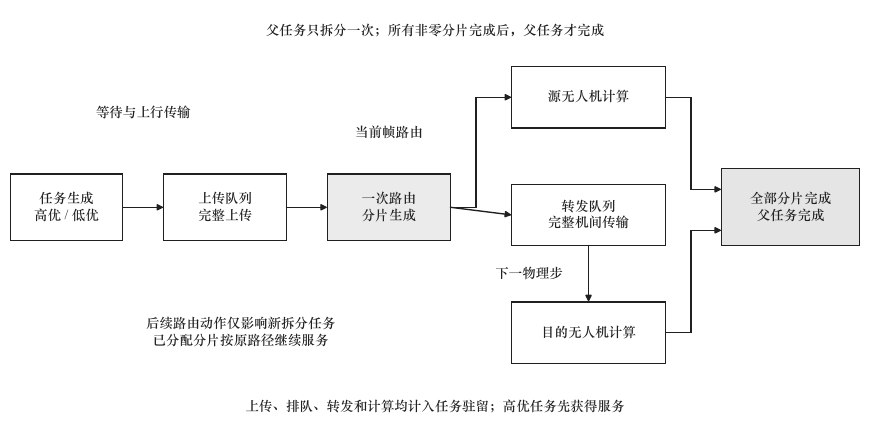 父任务只拆分一次；所有非零分片完成后，父任务才完成
源无人机计算
等待与上行传输
当前帧路由
任务生成
高优 / 低优
上传队列
完整上传
一次路由
分片生成
转发队列
完整机间传输
全部分片完成
父任务完成
下一物理步
目的无人机计算
后续路由动作仅影响新拆分任务
已分配分片按原路径继续服务
上传、排队、转发和计算均计入任务驻留；高优任务先获得服务